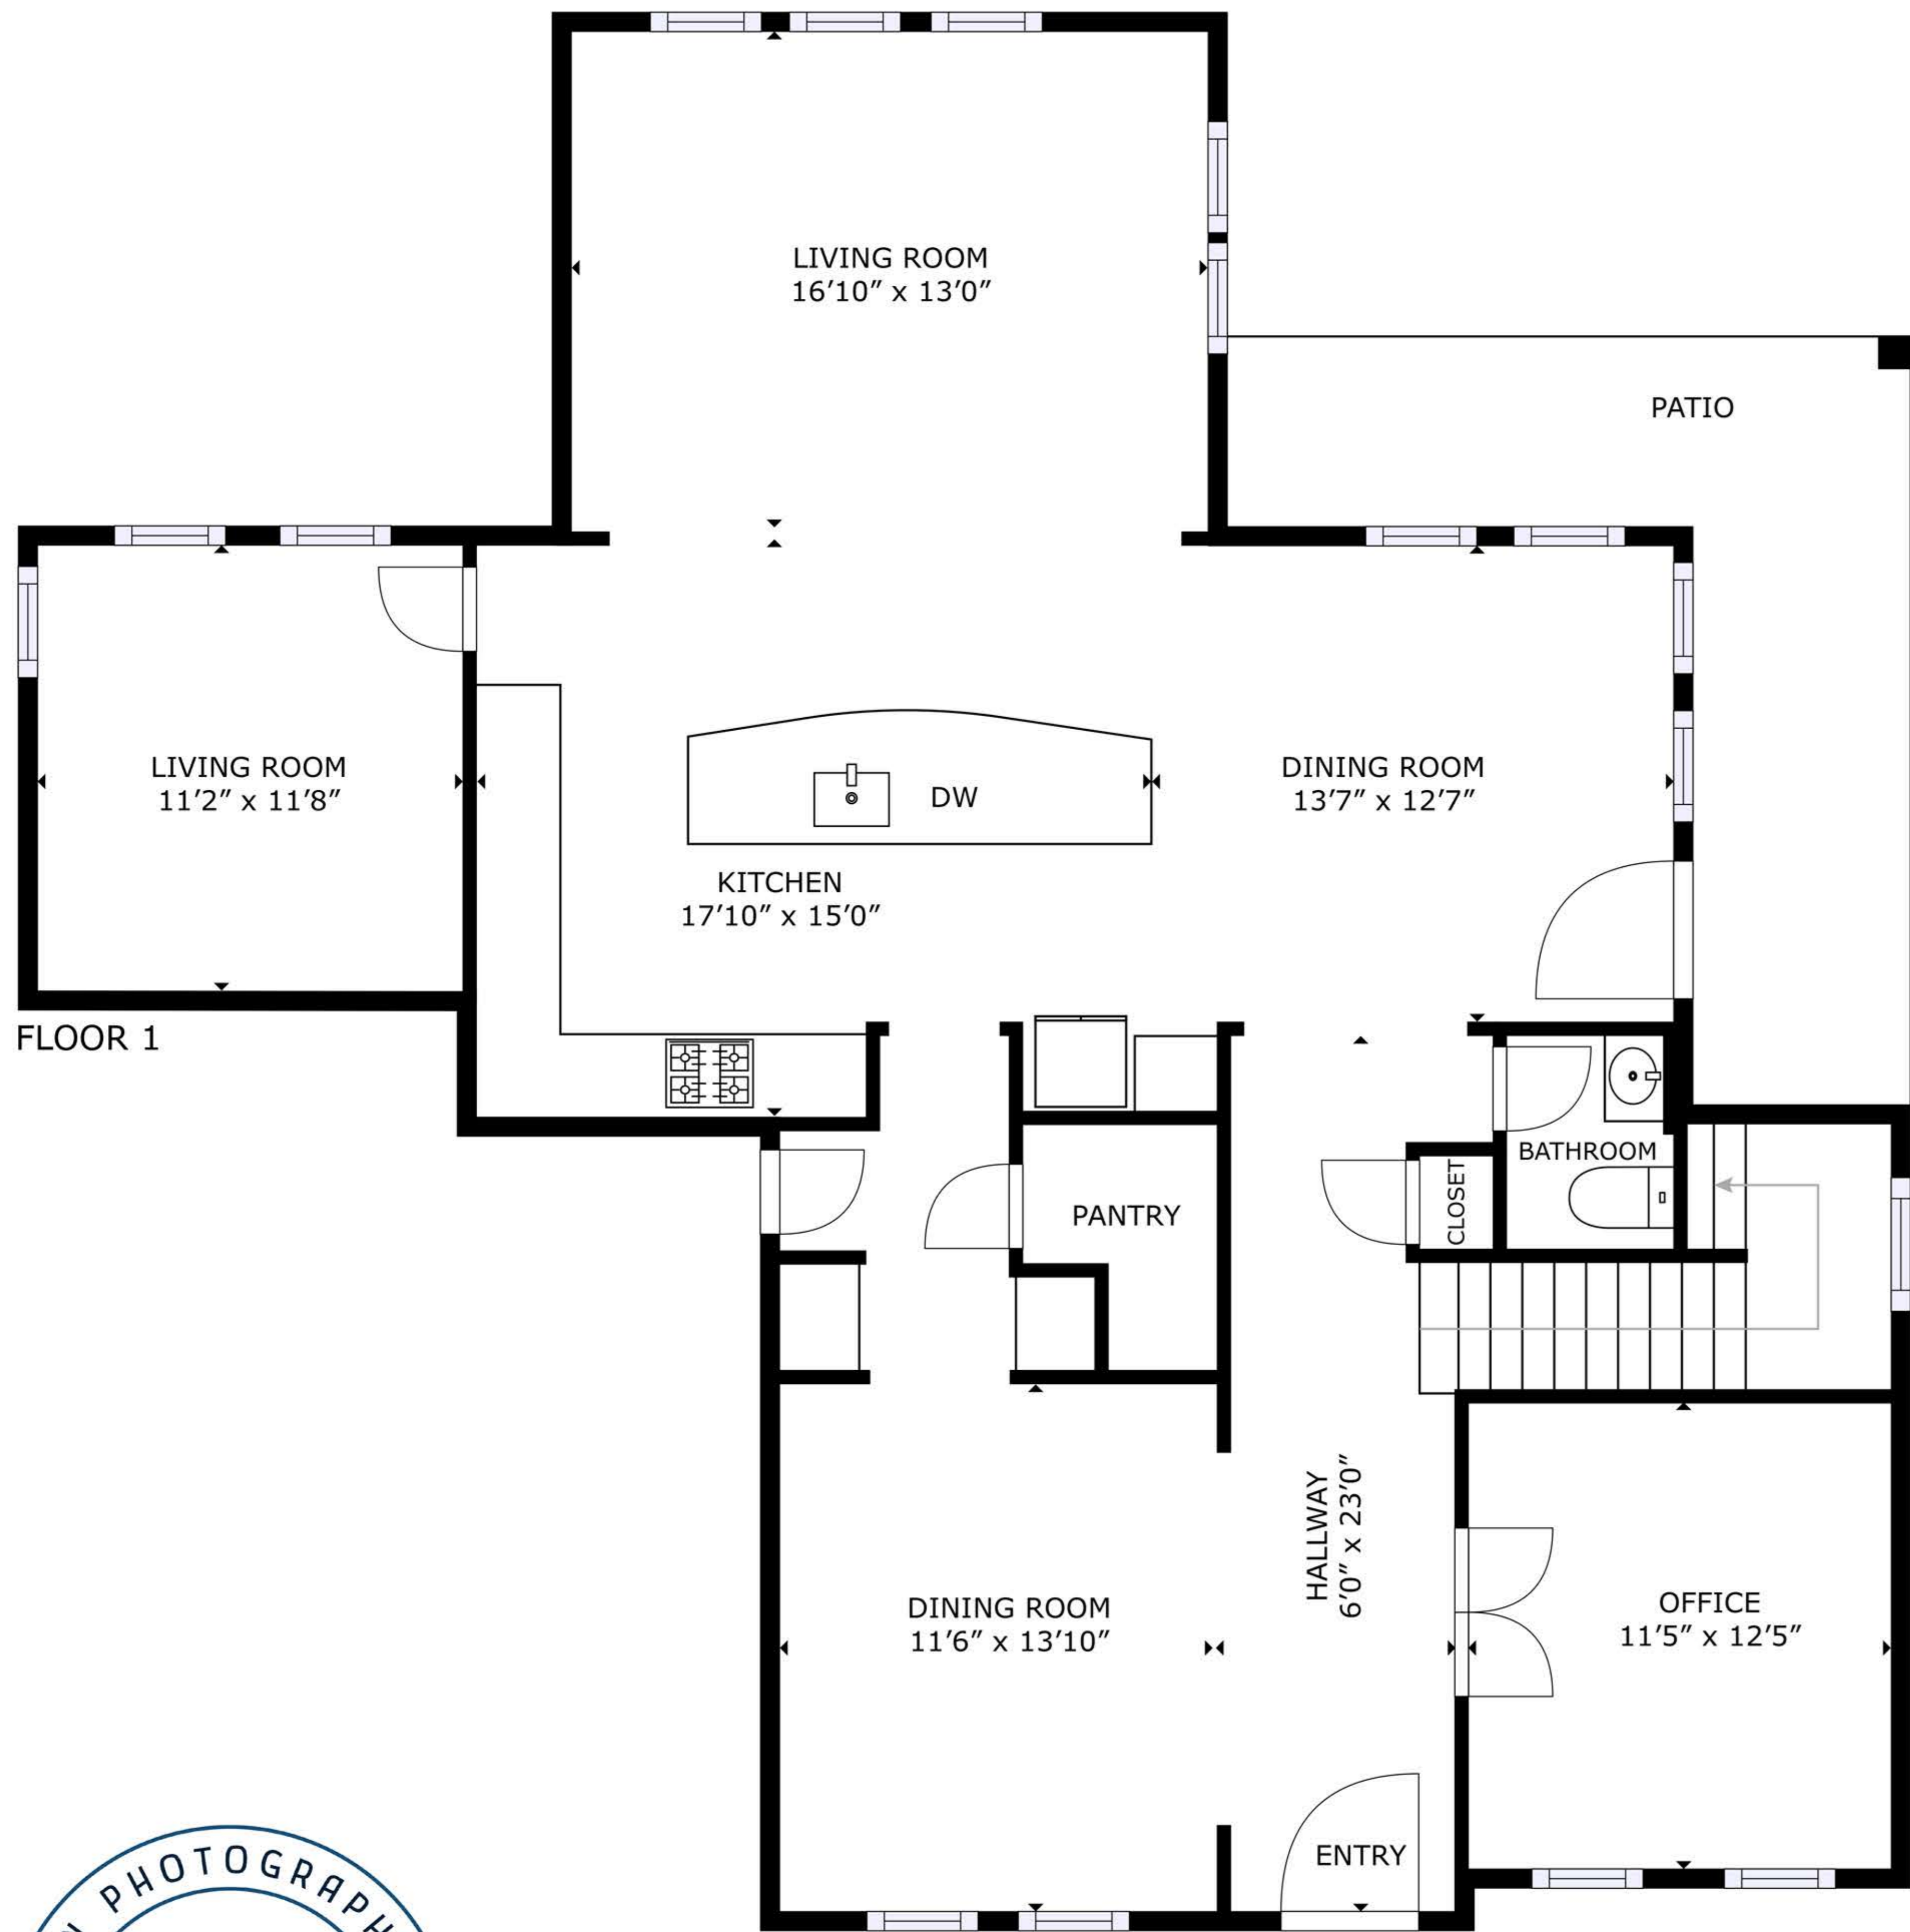 LIVING ROOM
16′10″ x 13′0″
PATIO
LIVING ROOM
11′2″ x 11′8″
DW
DINING ROOM
13′7″ x 12′7″
KITCHEN
17′10″ x 15′0″
FLOOR 1
BATHROOM
CLOSET
PANTRY
HALLWAY
6′0″ x 23′0″
DINING ROOM
11′6″ x 13′10″
OFFICE
11′5″ x 12′5″
ENTRY